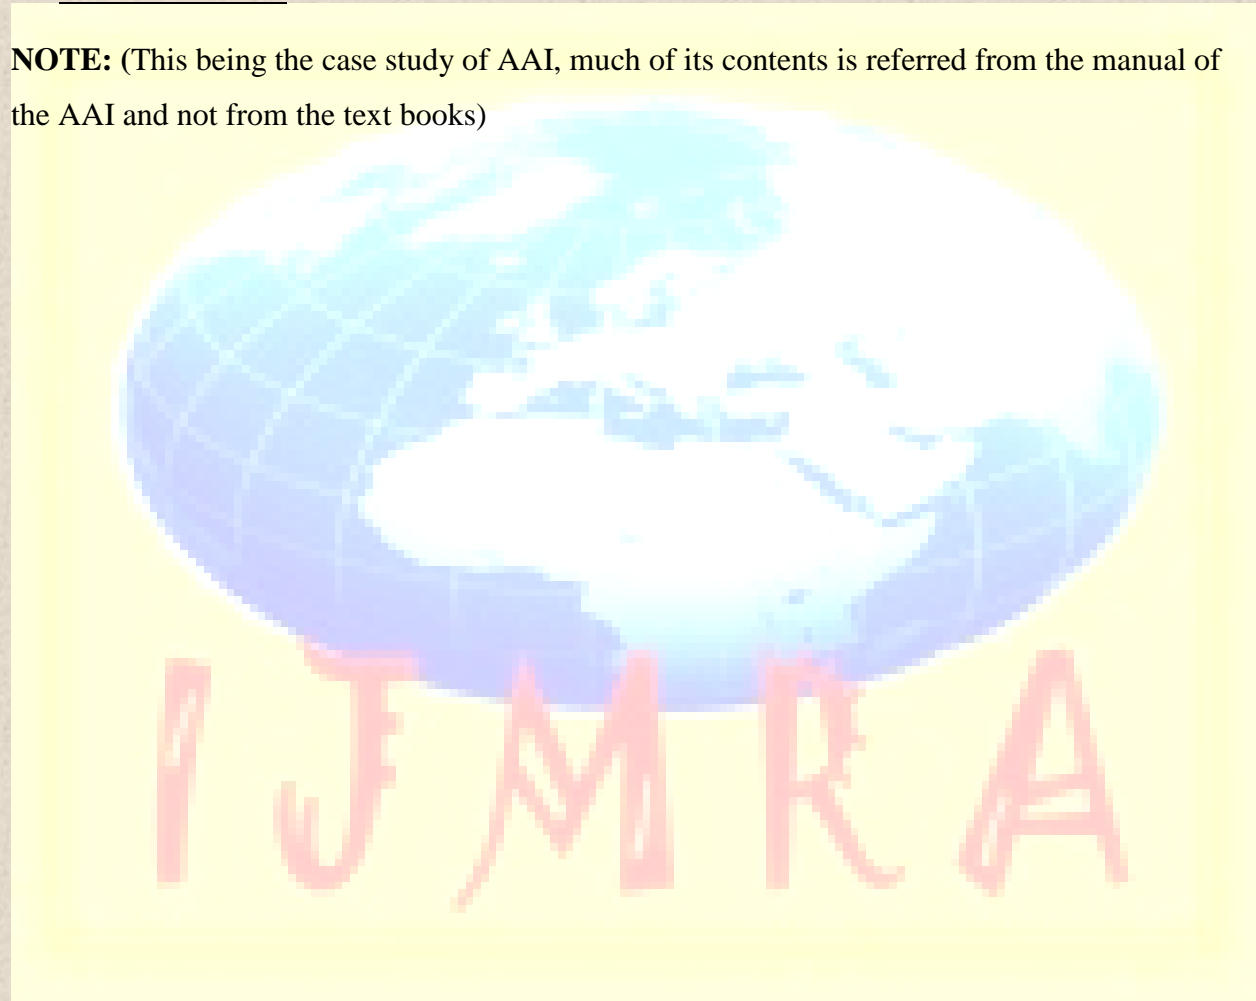 NOTE: (This being the case study of AAI, much of its contents is referred from the manual of
the AAI and not from the text books)
IJMRA